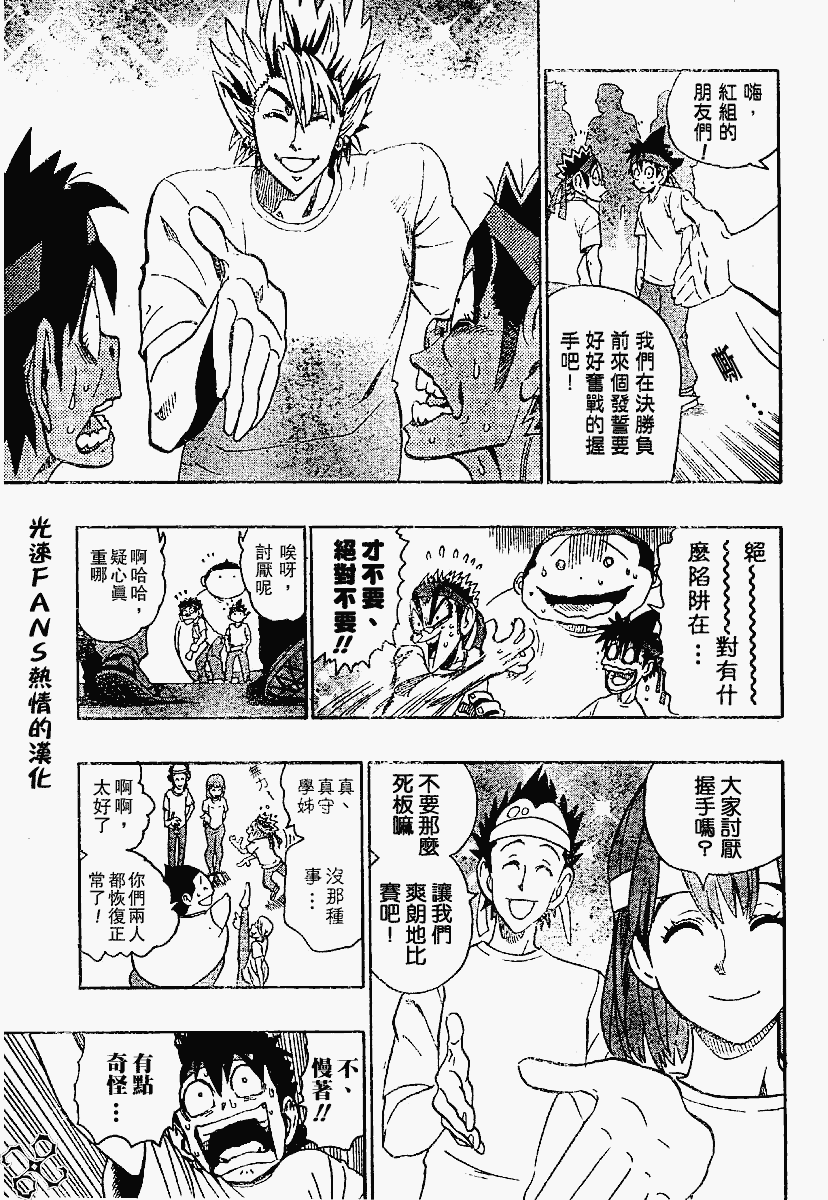 嗨，
紅組的
朋友們！
我們在決勝負
前來個發誓要
好好奮戰的握
手吧！
嘶…
絕～～～對有什
麼陷阱在…
才不要、
絕對不要!!
唉呀，
討厭呢
啊哈哈，
疑心真
重哪
大家討厭
握手嗎？
不要那麼
死板嘛
讓我們
爽朗地比
賽吧！
真、
真守
學姊
沒那種
事…
無力～
啊啊，
太好了
你們兩人
都恢復正
常了！
不、
慢著!!
有點
奇怪…
光速FANS熱情的漢化